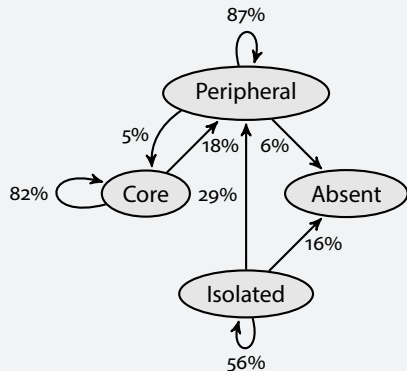 87%
Peripheral
5%
18%
6%
82%
Core
29%
Absent
16%
Isolated
56%